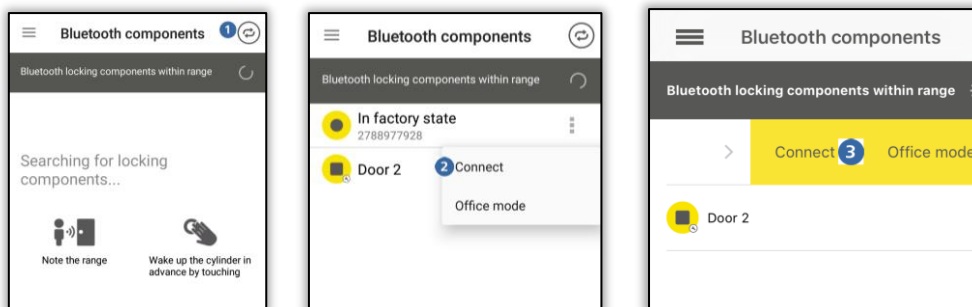 Bluetooth components 1
Bluetooth locking components within range
Searching for locking
components...
Note the range
Wake up the cylinder in
advance by touching
Bluetooth components
Bluetooth locking components within range
In factory state
2788977928
Door 2
2 Connect
Office mode
Bluetooth components
Bluetooth locking components within range
Connect 3 Office mode
Door 2